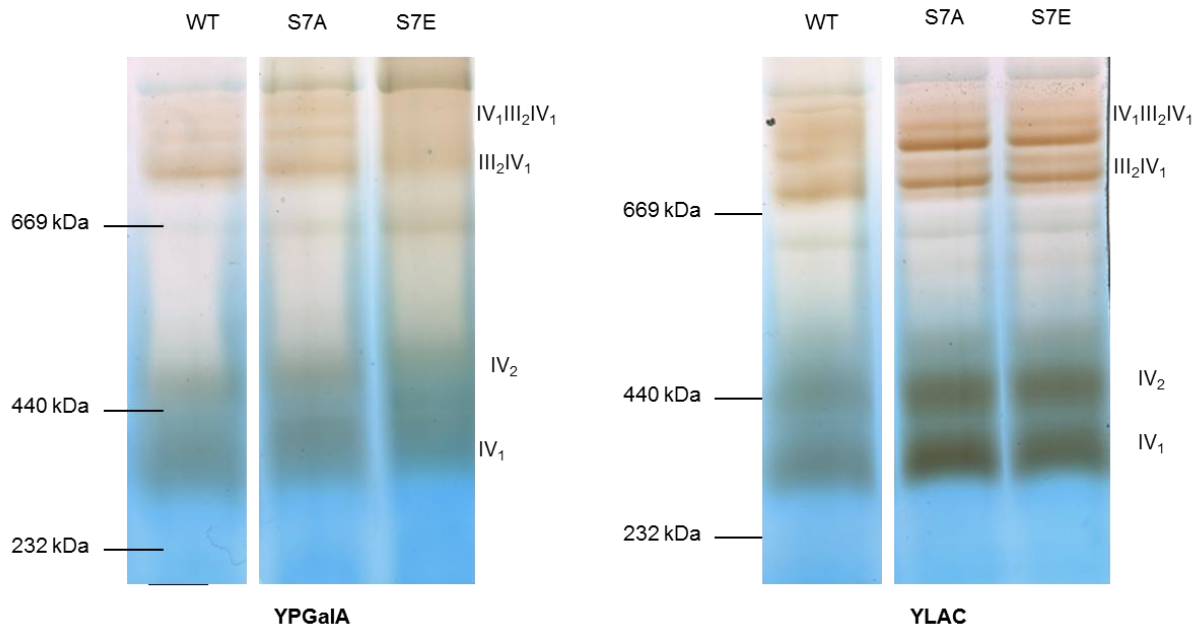 WT S7A S7E
IV₁III₂IV₁
III₂IV₁
669 kDa
IV₂
440 kDa
IV₁
232 kDa
YPGalA
WT S7A S7E
IV₁III₂IV₁
III₂IV₁
669 kDa
IV₂
440 kDa
IV₁
232 kDa
YLAC